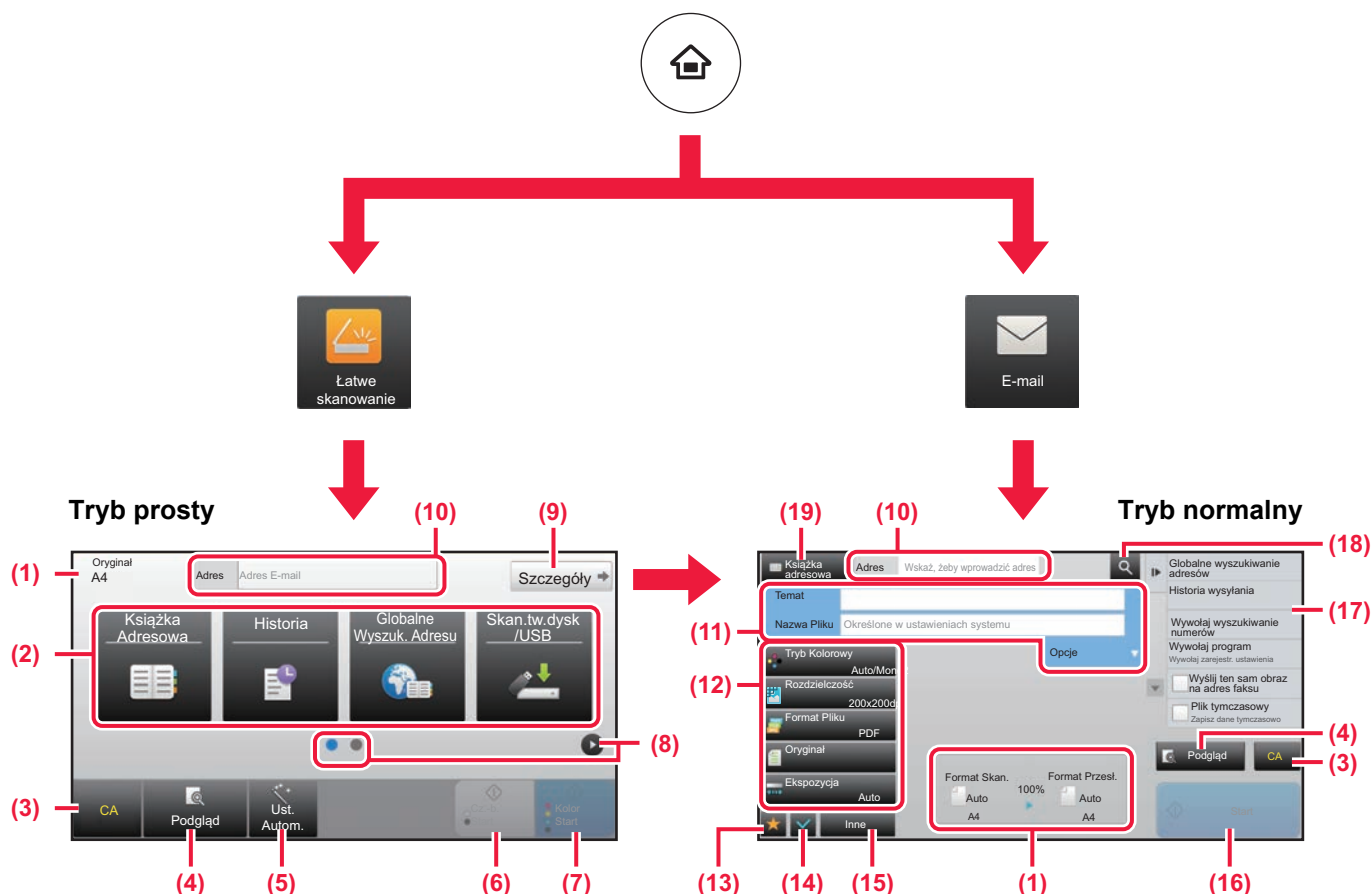 Łatwe
skanowanie
E-mail
Tryb prosty
(10)
(9)
(1)
Oryginał
A4
Adres
Adres E-mail
Szczegóły
(2)
Książka
Adresowa
Historia
Globalne
Wyszuk. Adresu
Skan.tw.dysk
/USB
(8)
(3)
CA
Podgląd
Ust.
Autom.
Kolor
Start
(4)
(5)
(6)
(7)
Tryb normalny
(19)
(10)
(18)
Książka
adresowa
Adres
Wskaż, żeby wprowadzić adres
Globalne wyszukiwanie
adresów
Historia wysyłania
(17)
Wywołaj wyszukiwanie
numerów
Wywołaj program
Wywołaj zarejestr. ustawienia
Wyślij ten sam obraz
na adres faksu
Plik tymczasowy
Zapisz dane tymczasowo
(11)
Temat
Nazwa Pliku
Określone w ustawieniach systemu
Opcje
(12)
Tryb Kolorowy
Auto/Mon
Rozdzielczość
200x200d
Format Pliku
PDF
Oryginał
Ekspozycja
Auto
(4)
Podgląd
CA
(3)
Format Skan.
Auto
A4
100%
Format Przesł.
Auto
A4
Inne
Start
(13)
(14)
(15)
(1)
(16)